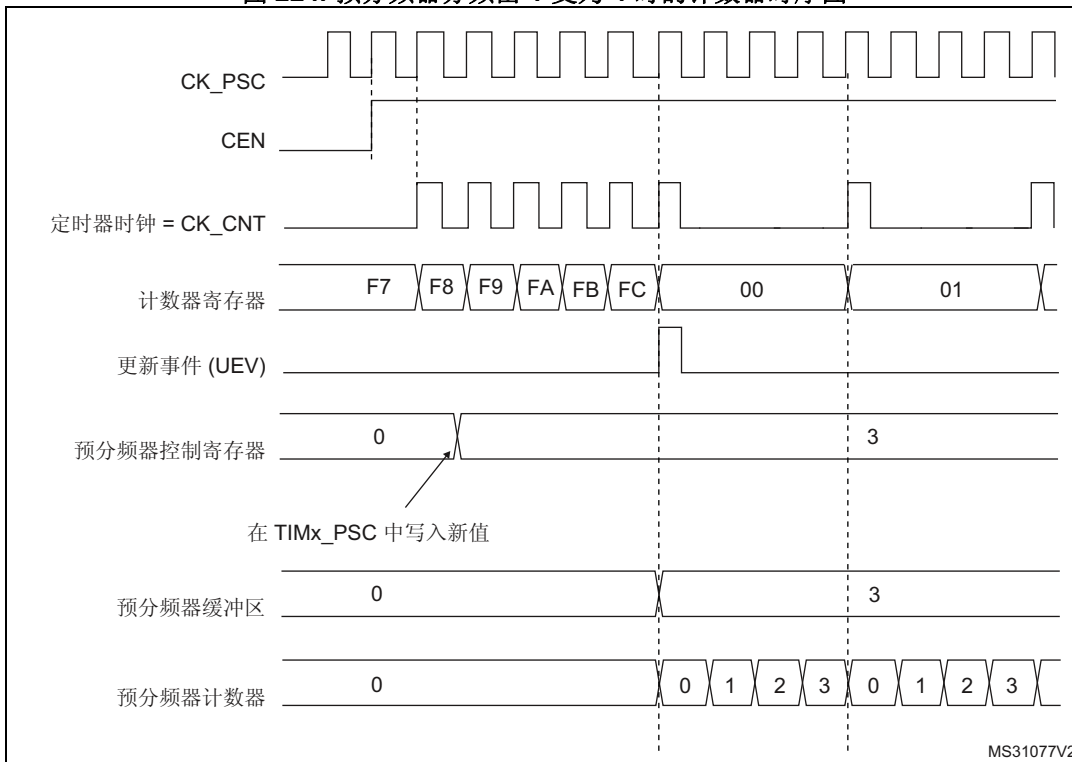 CK_PSC
CEN
定时器时钟 = CK_CNT
计数器寄存器 F7 F8 F9 FA FB FC 00 01
更新事件 (UEV)
预分频器控制寄存器 0 3
在 TIMx_PSC 中写入新值
预分频器缓冲区 0 3
预分频器计数器 0 0 1 2 3 0 1 2 3
MS31077V2